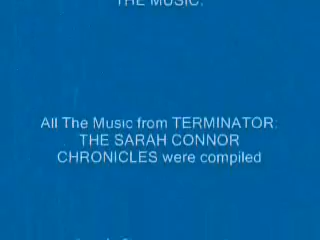 THE MUSIC.
All The Music from TERMINATOR:
THE SARAH CONNOR
CHRONICLES were compiled